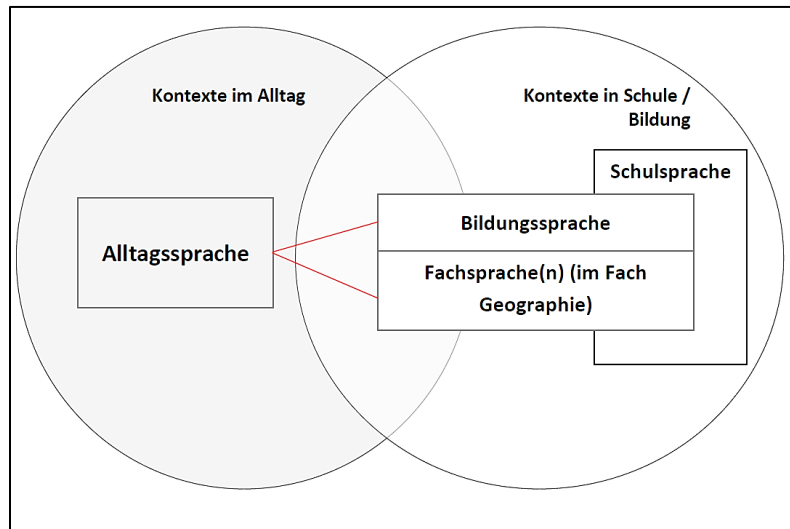 Kontexte im Alltag
Kontexte in Schule /
Bildung
Schulsprache
Alltagssprache
Bildungssprache
Fachsprache(n) (im Fach
Geographie)